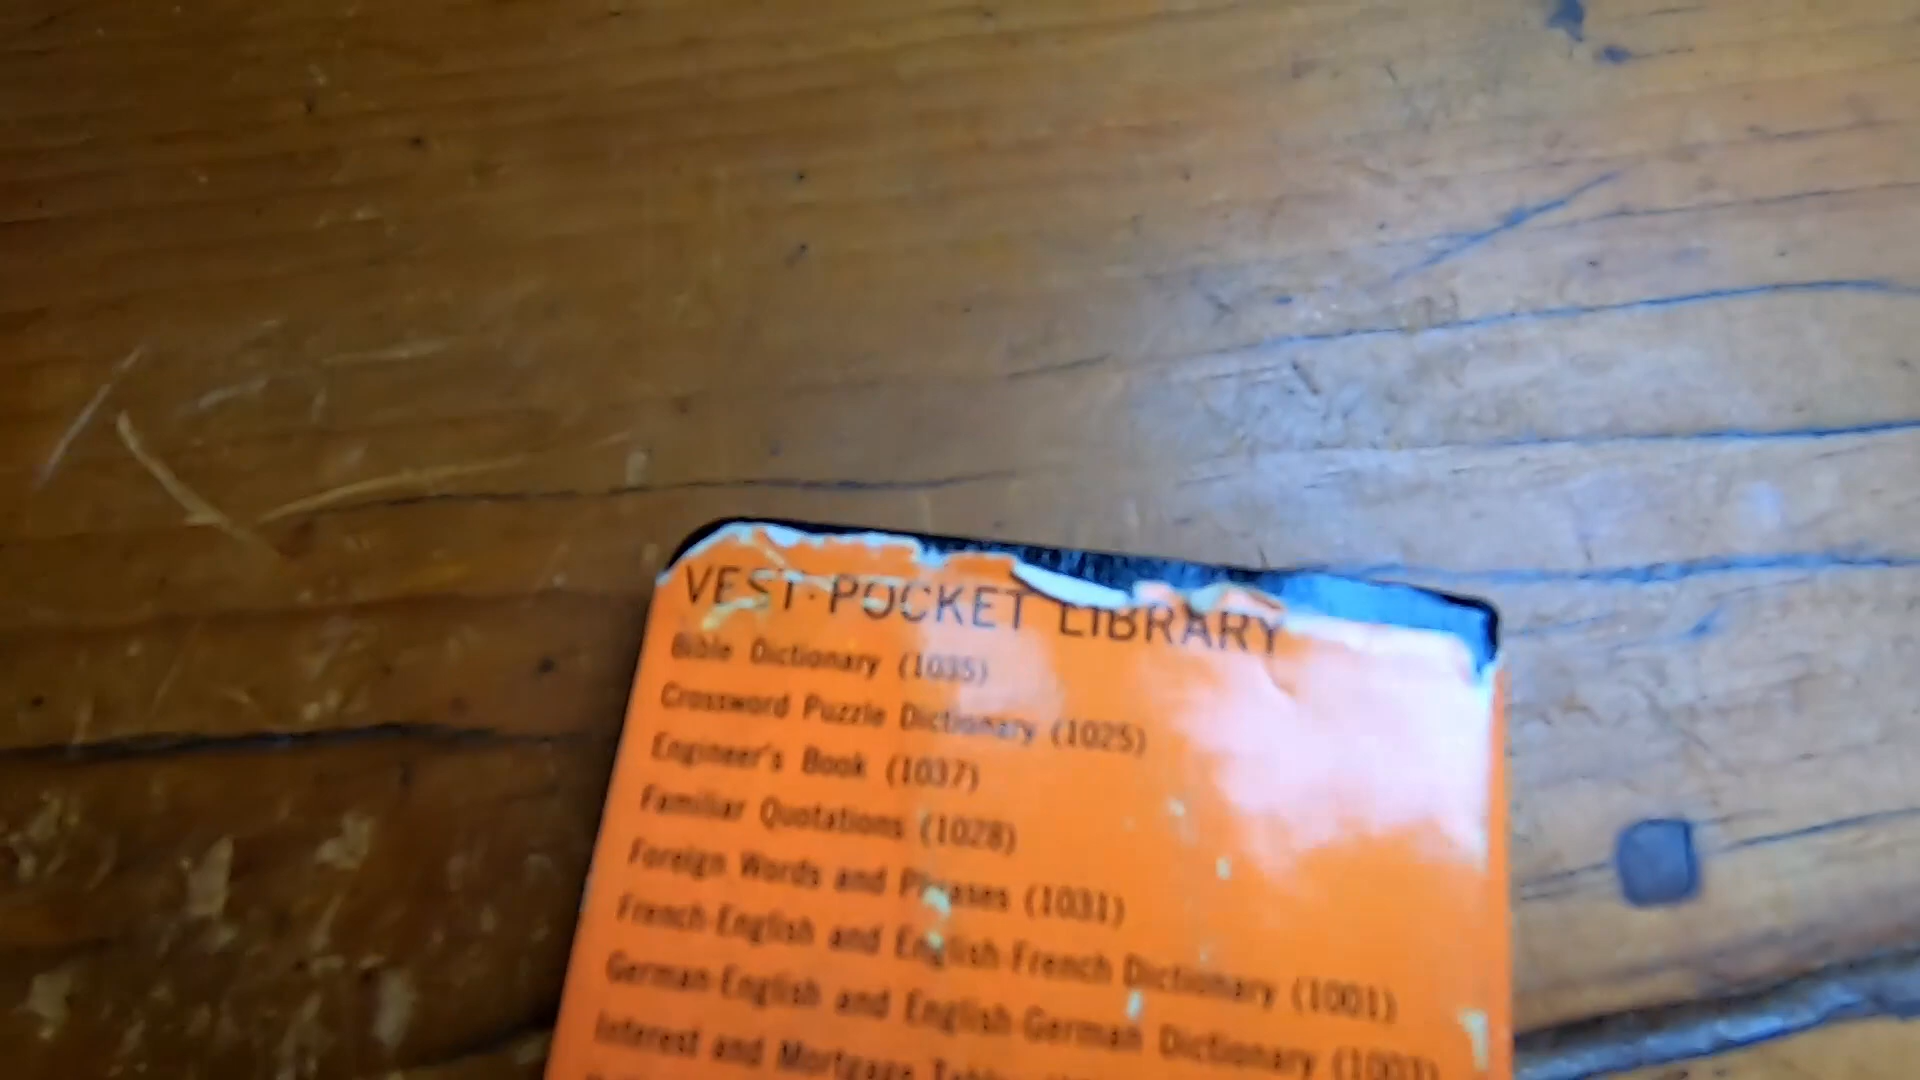 VEST-POCKET LIBRARY
Bible Dictionary (1035)
Crossword Puzzle Dictionary (1025)
Engineer's Book (1037)
Familiar Quotations (1028)
Foreign Words and Phrases (1031)
French-English and English-French Dictionary (1001)
German-English and English-German Dictionary (1003)
Interest and Mortgage